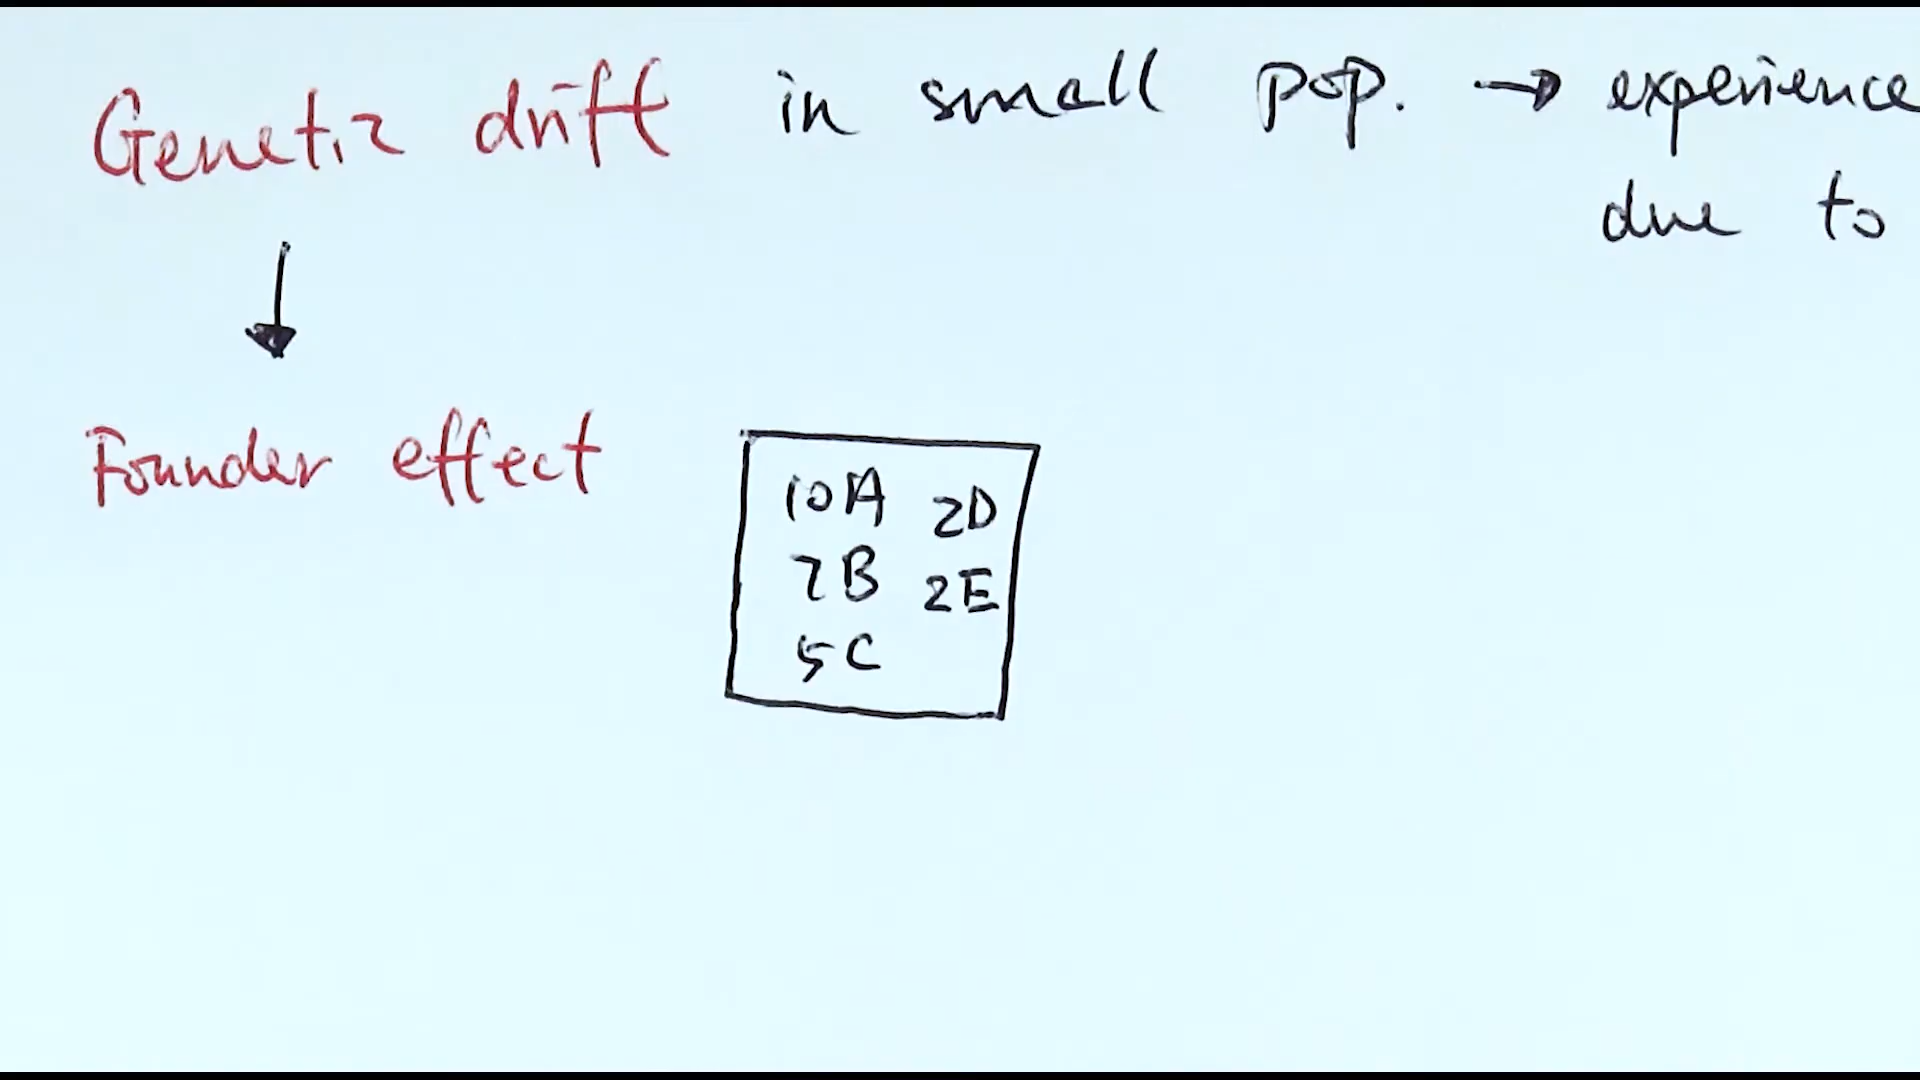 Genetic drift in small pop. → experience
due to
↓
Founder effect
10A 2D
7B 2E
5C